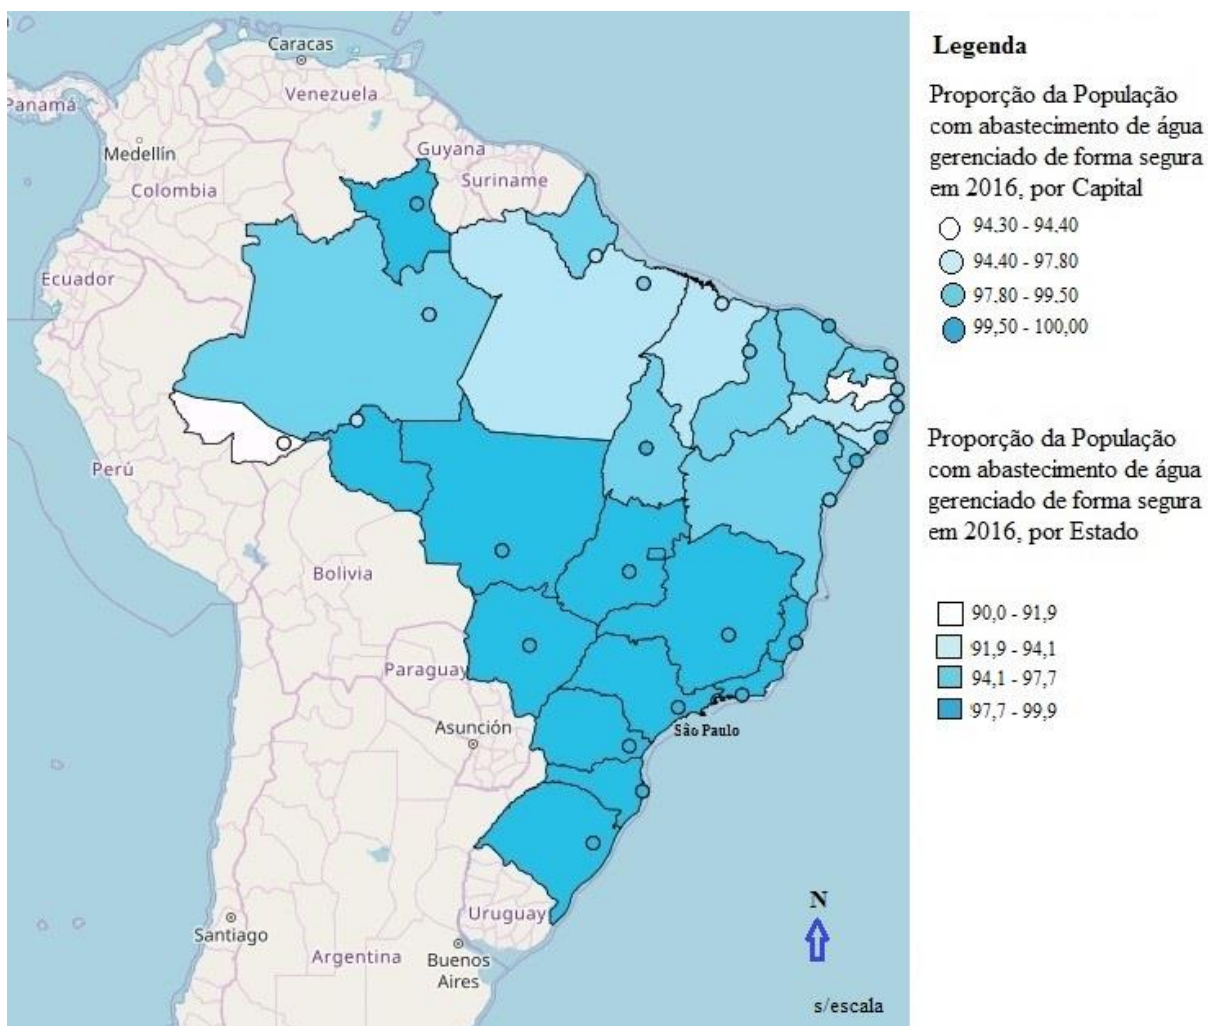 Caracas
Panamá
Venezuela
Medellín
Guyana
Suriname
Colombia
Ecuador
Perú
Bolivia
Paraguay
Asunción
São Paulo
Uruguay
Santiago
Argentina
Buenos
Aires
N
s/escala
Legenda
Proporção da População
com abastecimento de água
gerenciado de forma segura
em 2016, por Capital
94.30 - 94.40
94.40 - 97.80
97.80 - 99.50
99,50 - 100,00
Proporção da População
com abastecimento de água
gerenciado de forma segura
em 2016, por Estado
90,0 - 91,9
91,9 - 94,1
94,1 - 97,7
97,7 - 99,9